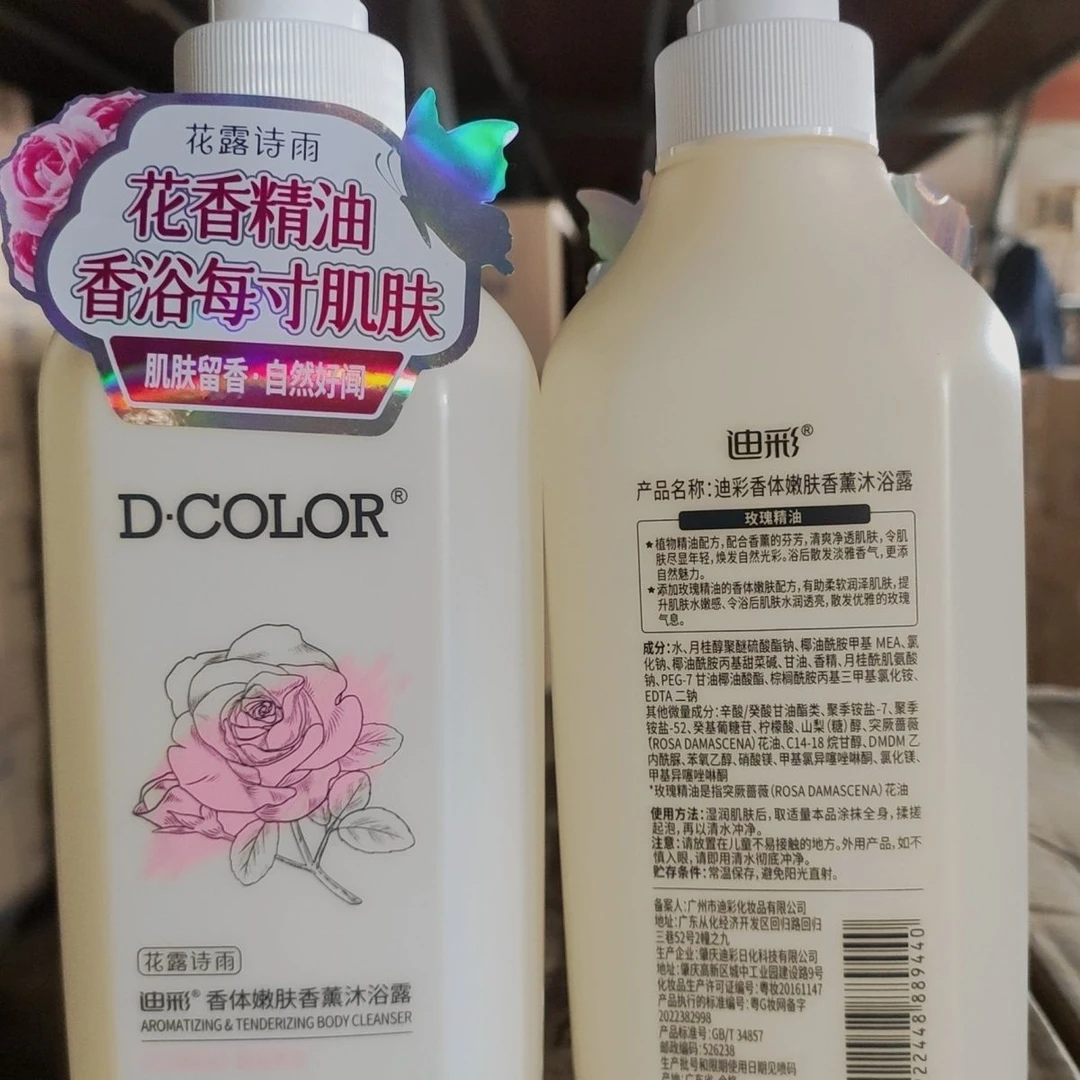 花露诗雨
花香精油
香浴每寸肌肤
肌肤留香·自然好闻
D·COLOR®
花露诗雨
迪彩® 香体嫩肤香薰沐浴露
AROMATIZING & TENDERIZING BODY CLEANSER
迪彩®
产品名称:迪彩香体嫩肤香薰沐浴露
玫瑰精油
★植物精油配方,配合香薰的芬芳,清爽净透肌肤,令肌
肤尽显年轻,焕发自然光彩。浴后散发淡雅香气,更添
自然魅力。
★添加玫瑰精油的香体嫩肤配方,有助柔软润泽肌肤,提
升肌肤水嫩感、令浴后肌肤水润透亮,散发优雅的玫瑰
气息。
成分:水、月桂醇聚醚硫酸酯钠、椰油酰胺甲基 MEA、氯
化钠、椰油酰胺丙基甜菜碱、甘油、香精、月桂酰肌氨酸
钠、PEG-7 甘油椰油酸酯、棕榈酰胺丙基三甲基氯化铵、
EDTA 二钠
其他微量成分:辛酸/癸酸甘油酯类、聚季铵盐-7、聚季
铵盐-52、癸基葡糖苷、柠檬酸、山梨(糖)醇、突厥蔷薇
(ROSA DAMASCENA)花油、C14-18 烷甘醇、DMDM 乙
内酰脲、苯氧乙醇、硝酸镁、甲基氯异噻唑啉酮、氯化镁、
甲基异噻唑啉酮
*玫瑰精油是指突厥蔷薇(ROSA DAMASCENA)花油
使用方法:湿润肌肤后,取适量本品涂抹全身,揉搓
起泡,再以清水冲净。
注意:请放置在儿童不易接触的地方。外用产品,如不
慎入眼,请即用清水彻底冲净。
贮存条件:常温保存,避免阳光直射。
备案人:广州市迪彩化妆品有限公司
地址:广东从化经济开发区回归路回归
三巷52号2幢之九
生产企业:肇庆迪彩日化科技有限公司
地址:肇庆高新区城中工业园建设路9号
化妆品生产许可证编号:粤妆20161147
产品执行的标准编号:粤G妆网备字
2022382998
产品标准号:GB/T 34857
邮政编码:526238
生产批号和限期使用日期见喷码
22448889440